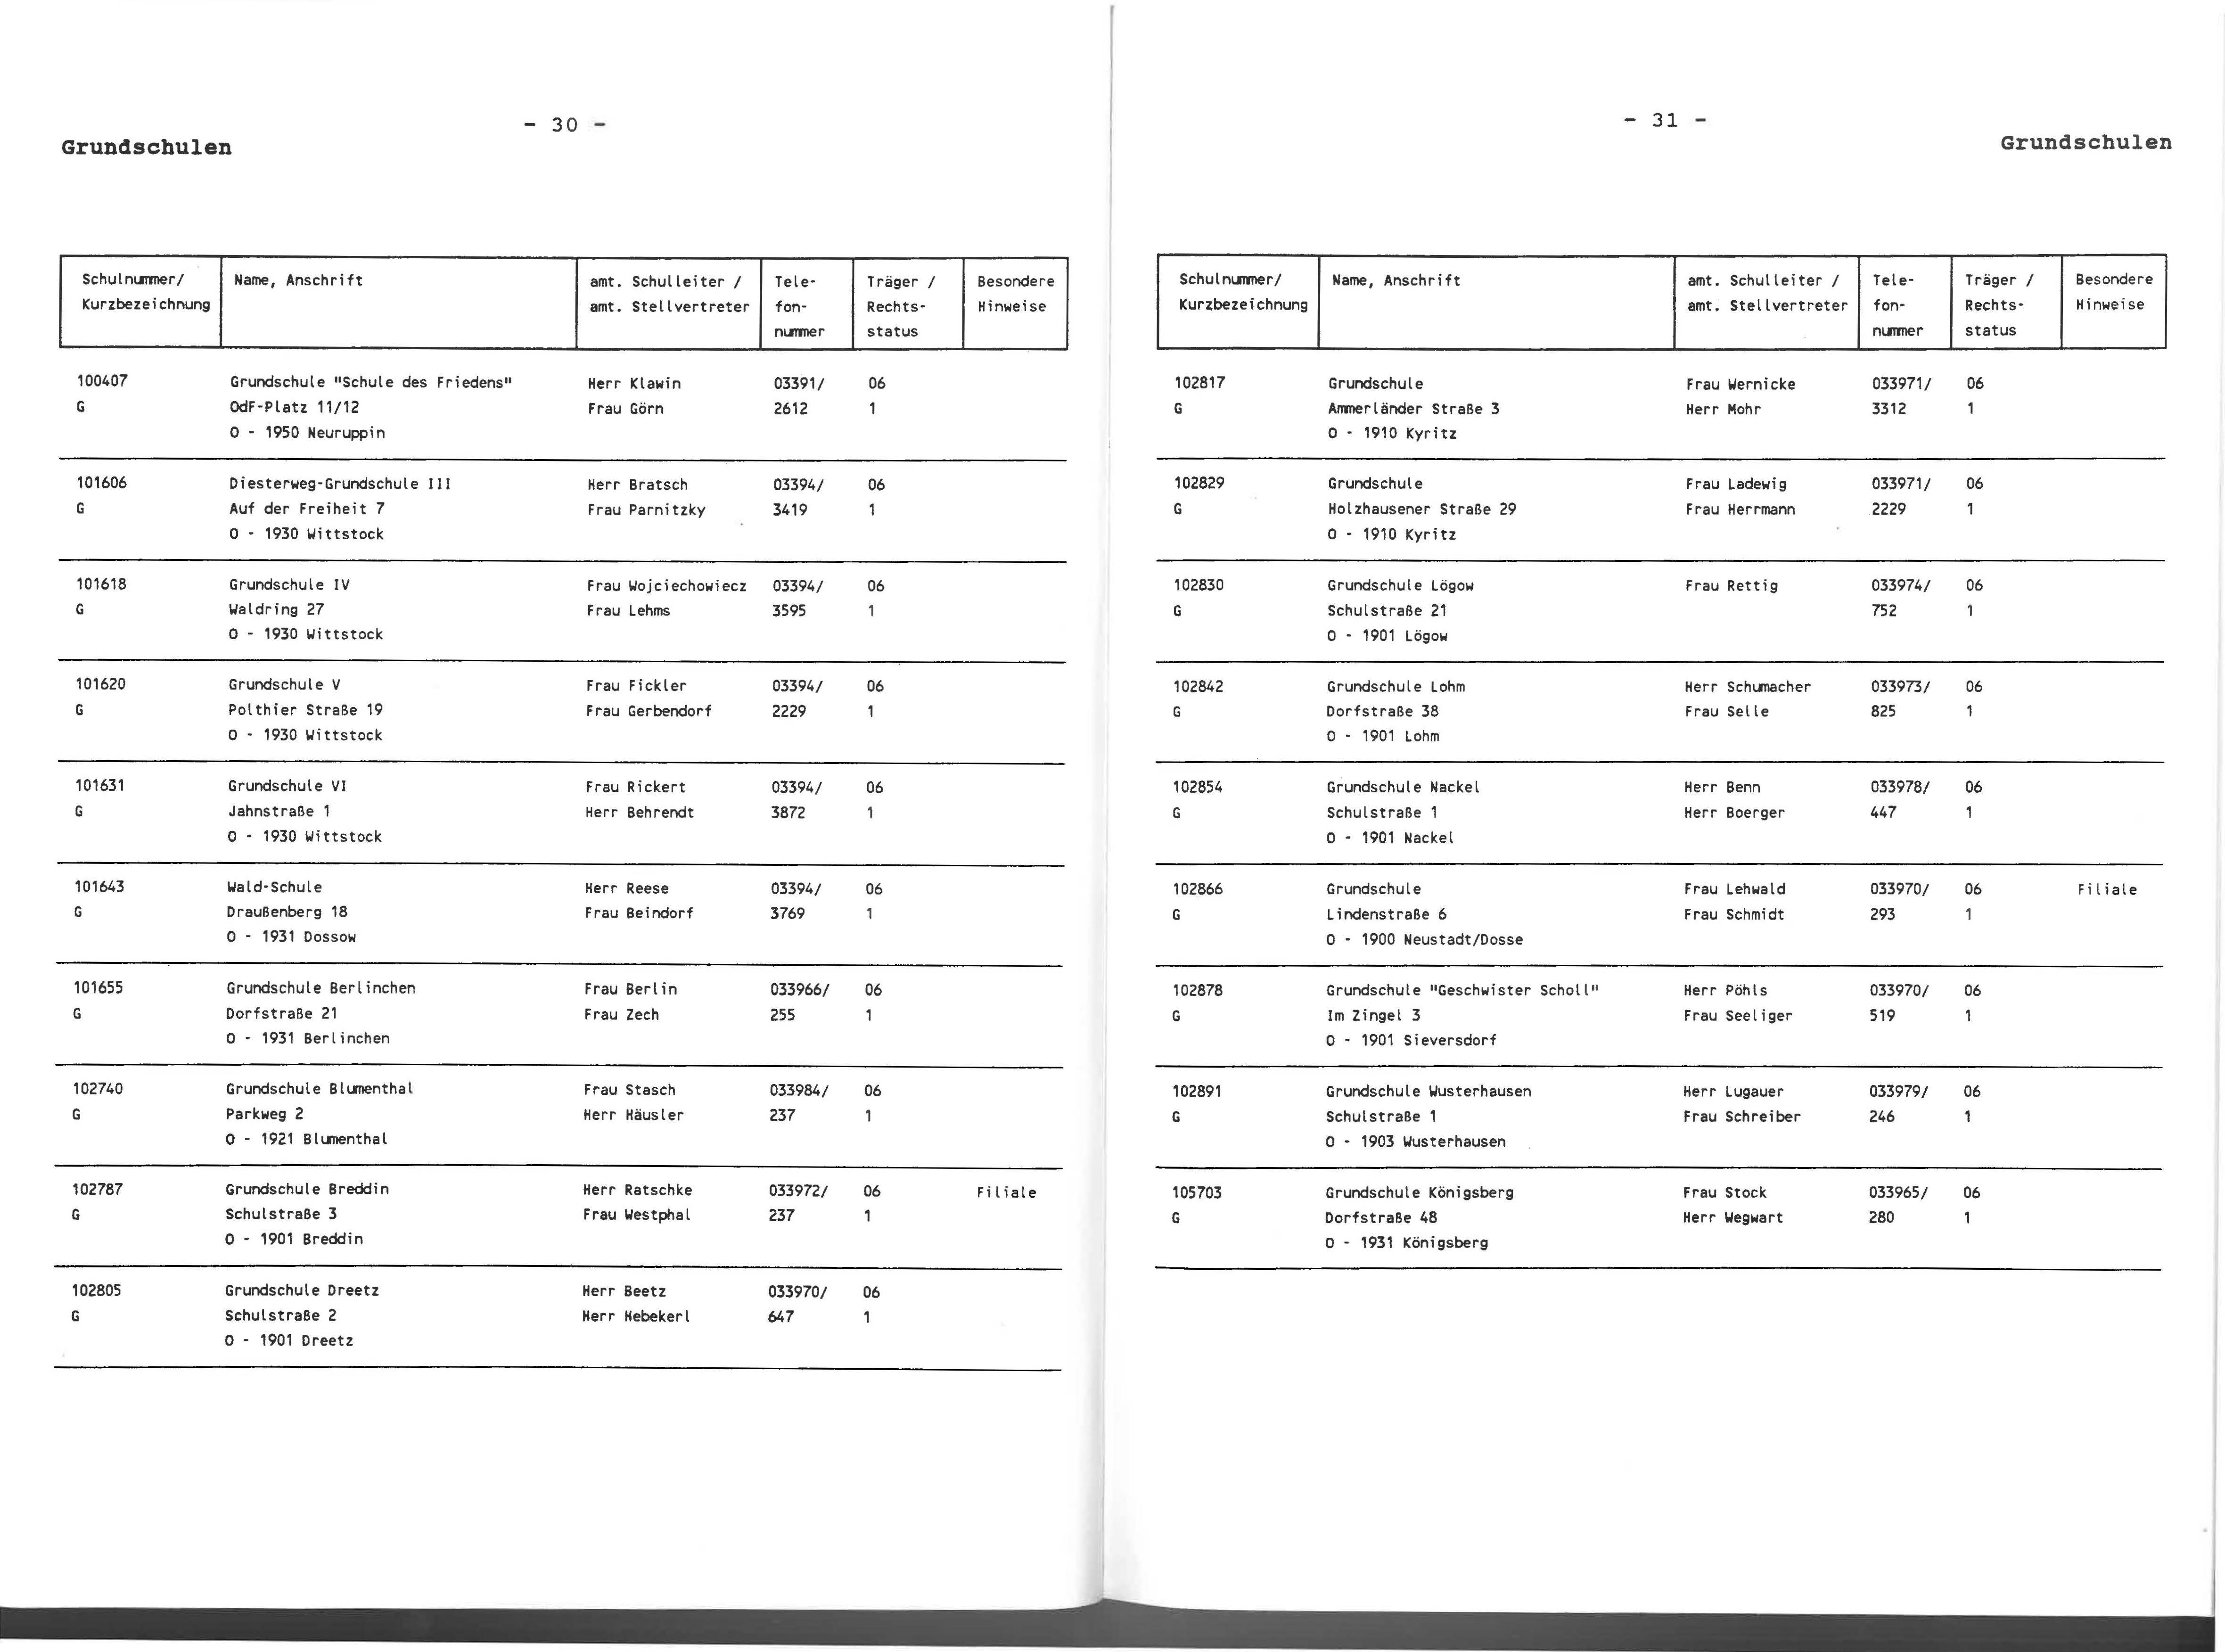 - 30 -
Grundschulen
Schulnummer/ Name, Anschrift amt. Schulleiter / Tele- Träger / Besondere
Kurzbezeichnung amt. Stellvertreter fon- Rechts- Hinweise
nummer status
100407 Grundschule "Schule des Friedens" Herr Klawin 03391/ 06
G OdF-Platz 11/12 Frau Görn 2612 1
O - 1950 Neuruppin
101606 Diesterweg-Grundschule III Herr Bratsch 03394/ 06
G Auf der Freiheit 7 Frau Parnitzky 3419 1
O - 1930 Wittstock
101618 Grundschule IV Frau Wojciechowiecz 03394/ 06
G Waldring 27 Frau Lehms 3595 1
O - 1930 Wittstock
101620 Grundschule V Frau Fickler 03394/ 06
G Polthier Straße 19 Frau Gerbendorf 2229 1
O - 1930 Wittstock
101631 Grundschule VI Frau Rickert 03394/ 06
G Jahnstraße 1 Herr Behrendt 3872 1
O - 1930 Wittstock
101643 Wald-Schule Herr Reese 03394/ 06
G Draußenberg 18 Frau Beindorf 3769 1
O - 1931 Dossow
101655 Grundschule Berlinchen Frau Berlin 033966/ 06
G Dorfstraße 21 Frau Zech 255 1
O - 1931 Berlinchen
102740 Grundschule Blumenthal Frau Stasch 033984/ 06
G Parkweg 2 Herr Häusler 237 1
O - 1921 Blumenthal
102787 Grundschule Breddin Herr Ratschke 033972/ 06 Filiale
G Schulstraße 3 Frau Westphal 237 1
O - 1901 Breddin
102805 Grundschule Dreetz Herr Beetz 033970/ 06
G Schulstraße 2 Herr Hebekerl 647 1
O - 1901 Dreetz
- 31 -
Grundschulen
Schulnummer/ Name, Anschrift amt. Schulleiter / Tele- Träger / Besondere
Kurzbezeichnung amt. Stellvertreter fon- Rechts- Hinweise
nummer status
102817 Grundschule Frau Wernicke 033971/ 06
G Ammerländer Straße 3 Herr Mohr 3312 1
O - 1910 Kyritz
102829 Grundschule Frau Ladewig 033971/ 06
G Holzhausener Straße 29 Frau Herrmann 2229 1
O - 1910 Kyritz
102830 Grundschule Lögow Frau Rettig 033974/ 06
G Schulstraße 21 752 1
O - 1901 Lögow
102842 Grundschule Lohm Herr Schumacher 033973/ 06
G Dorfstraße 38 Frau Selle 825 1
O - 1901 Lohm
102854 Grundschule Nackel Herr Benn 033978/ 06
G Schulstraße 1 Herr Boerger 447 1
O - 1901 Nackel
102866 Grundschule Frau Lehwald 033970/ 06 Filiale
G Lindenstraße 6 Frau Schmidt 293 1
O - 1900 Neustadt/Dosse
102878 Grundschule "Geschwister Scholl" Herr Pöhls 033970/ 06
G Im Zingel 3 Frau Seeliger 519 1
O - 1901 Sieversdorf
102891 Grundschule Wusterhausen Herr Lugauer 033979/ 06
G Schulstraße 1 Frau Schreiber 246 1
O - 1903 Wusterhausen
105703 Grundschule Königsberg Frau Stock 033965/ 06
G Dorfstraße 48 Herr Wegwart 280 1
O - 1931 Königsberg